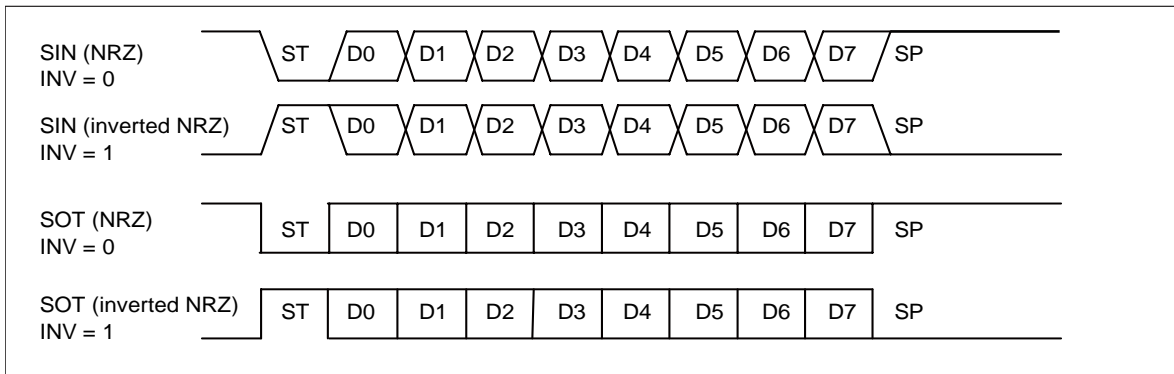 SIN (NRZ)
INV = 0
ST D0 D1 D2 D3 D4 D5 D6 D7 SP
SIN (inverted NRZ)
INV = 1
ST D0 D1 D2 D3 D4 D5 D6 D7 SP
SOT (NRZ)
INV = 0
ST D0 D1 D2 D3 D4 D5 D6 D7 SP
SOT (inverted NRZ)
INV = 1
ST D0 D1 D2 D3 D4 D5 D6 D7 SP